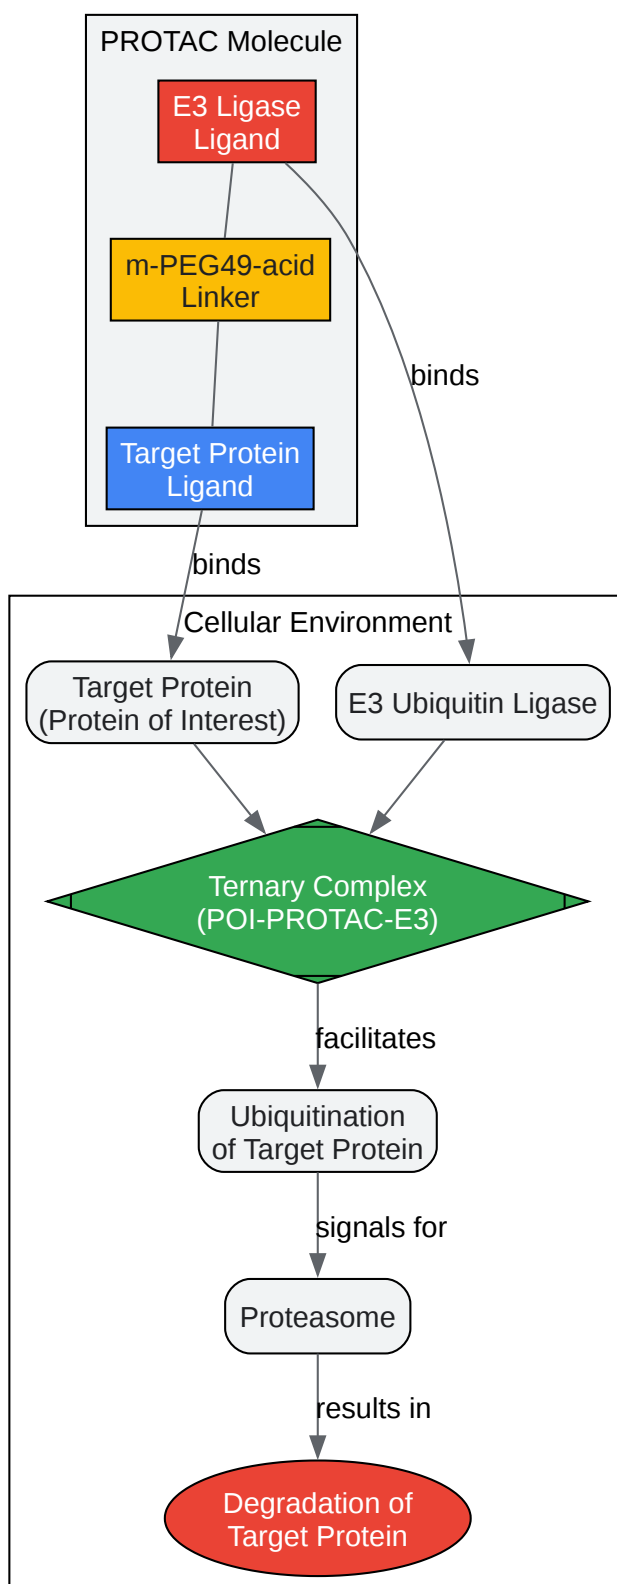 PROTAC Molecule
E3 Ligase
Ligand
m-PEG49-acid
Linker
binds
Target Protein
Ligand
binds
Cellular Environment
Target Protein
(Protein of Interest)
E3 Ubiquitin Ligase
Ternary Complex
(POI-PROTAC-E3)
facilitates
Ubiquitination
of Target Protein
signals for
Proteasome
results in
Degradation of
Target Protein